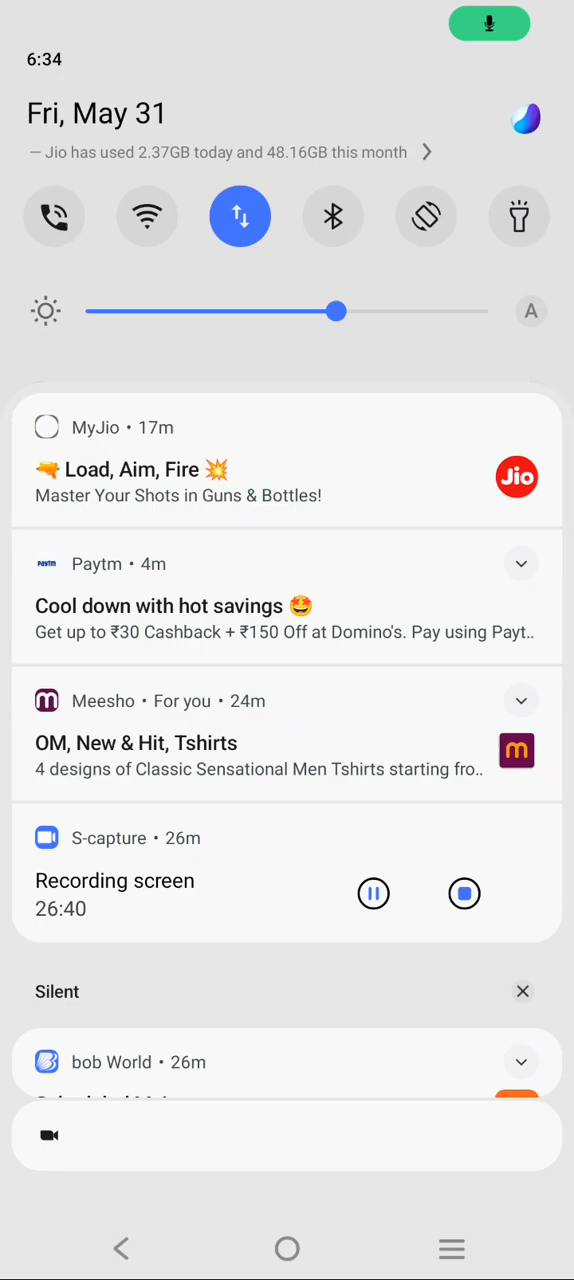 6:34
Fri, May 31
— Jio has used 2.37GB today and 48.16GB this month
A
MyJio • 17m
🔫 Load, Aim, Fire 💥
Master Your Shots in Guns & Bottles!
Jio
paytm
Paytm • 4m
Cool down with hot savings 🤩
Get up to ₹30 Cashback + ₹150 Off at Domino's. Pay using Payt..
Meesho • For you • 24m
OM, New & Hit, Tshirts
4 designs of Classic Sensational Men Tshirts starting fro..
S-capture • 26m
Recording screen
26:40
Silent
bob World • 26m